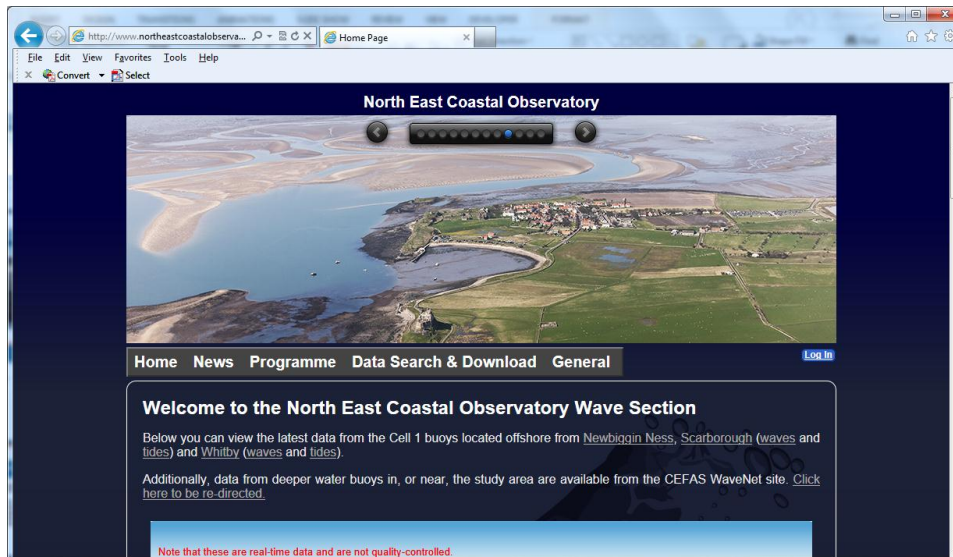 http://www.northeastcoastalobserva...
Home Page
File Edit View Favorites Tools Help
Convert Select
North East Coastal Observatory
Home News Programme Data Search & Download General
Log In
Welcome to the North East Coastal Observatory Wave Section
Below you can view the latest data from the Cell 1 buoys located offshore from Newbiggin Ness, Scarborough (waves and
tides) and Whitby (waves and tides).
Additionally, data from deeper water buoys in, or near, the study area are available from the CEFAS WaveNet site. Click
here to be re-directed.
Note that these are real-time data and are not quality-controlled.